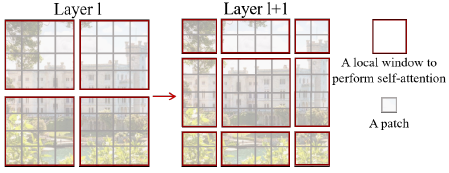 Layer l
Layer l+1
A local window to
perform self-attention
A patch